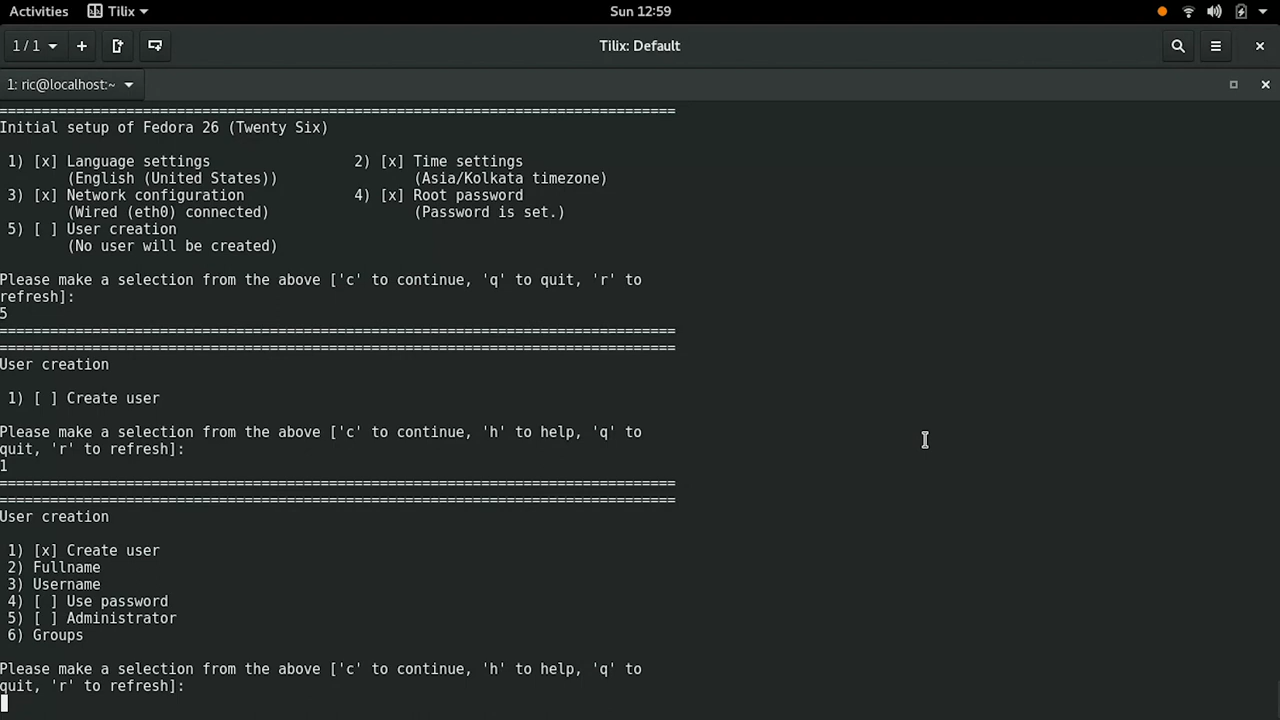 Activities Tilix Sun 12:59
1 / 1 Tilix: Default
1: ric@localhost:~
================================================================================
Initial setup of Fedora 26 (Twenty Six)
1) [x] Language settings 2) [x] Time settings
(English (United States)) (Asia/Kolkata timezone)
3) [x] Network configuration 4) [x] Root password
(Wired (eth0) connected) (Password is set.)
5) [ ] User creation
(No user will be created)
Please make a selection from the above ['c' to continue, 'q' to quit, 'r' to
refresh]:
5
================================================================================
================================================================================
User creation
1) [ ] Create user
Please make a selection from the above ['c' to continue, 'h' to help, 'q' to
quit, 'r' to refresh]:
1
================================================================================
================================================================================
User creation
1) [x] Create user
2) Fullname
3) Username
4) [ ] Use password
5) [ ] Administrator
6) Groups
Please make a selection from the above ['c' to continue, 'h' to help, 'q' to
quit, 'r' to refresh]: